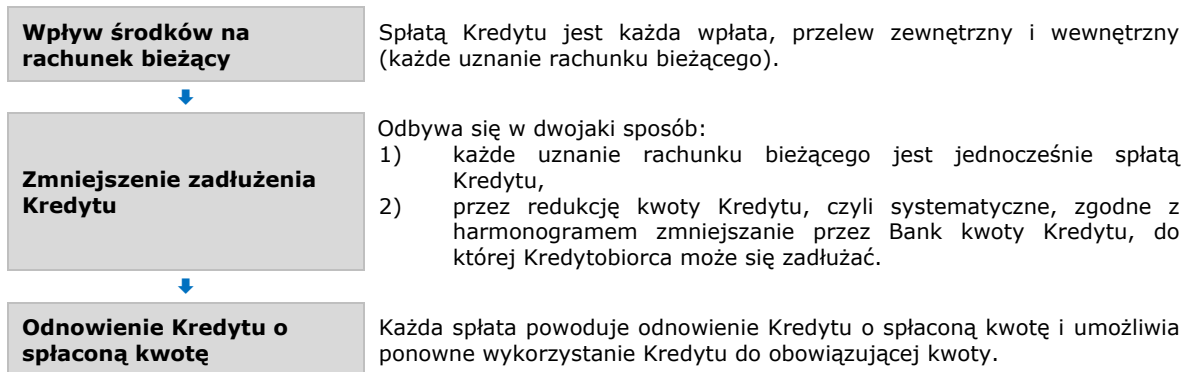 Wpływ środków na
rachunek bieżący
Spłatą Kredytu jest każda wpłata, przelew zewnętrzny i wewnętrzny
(każde uznanie rachunku bieżącego).
Zmniejszenie zadłużenia
Kredytu
Odbywa się w dwojaki sposób:
1) każde uznanie rachunku bieżącego jest jednocześnie spłatą
Kredytu,
2) przez redukcję kwoty Kredytu, czyli systematyczne, zgodne z
harmonogramem zmniejszanie przez Bank kwoty Kredytu, do
której Kredytobiorca może się zadłużać.
Odnowienie Kredytu o
spłaconą kwotę
Każda spłata powoduje odnowienie Kredytu o spłaconą kwotę i umożliwia
ponowne wykorzystanie Kredytu do obowiązującej kwoty.